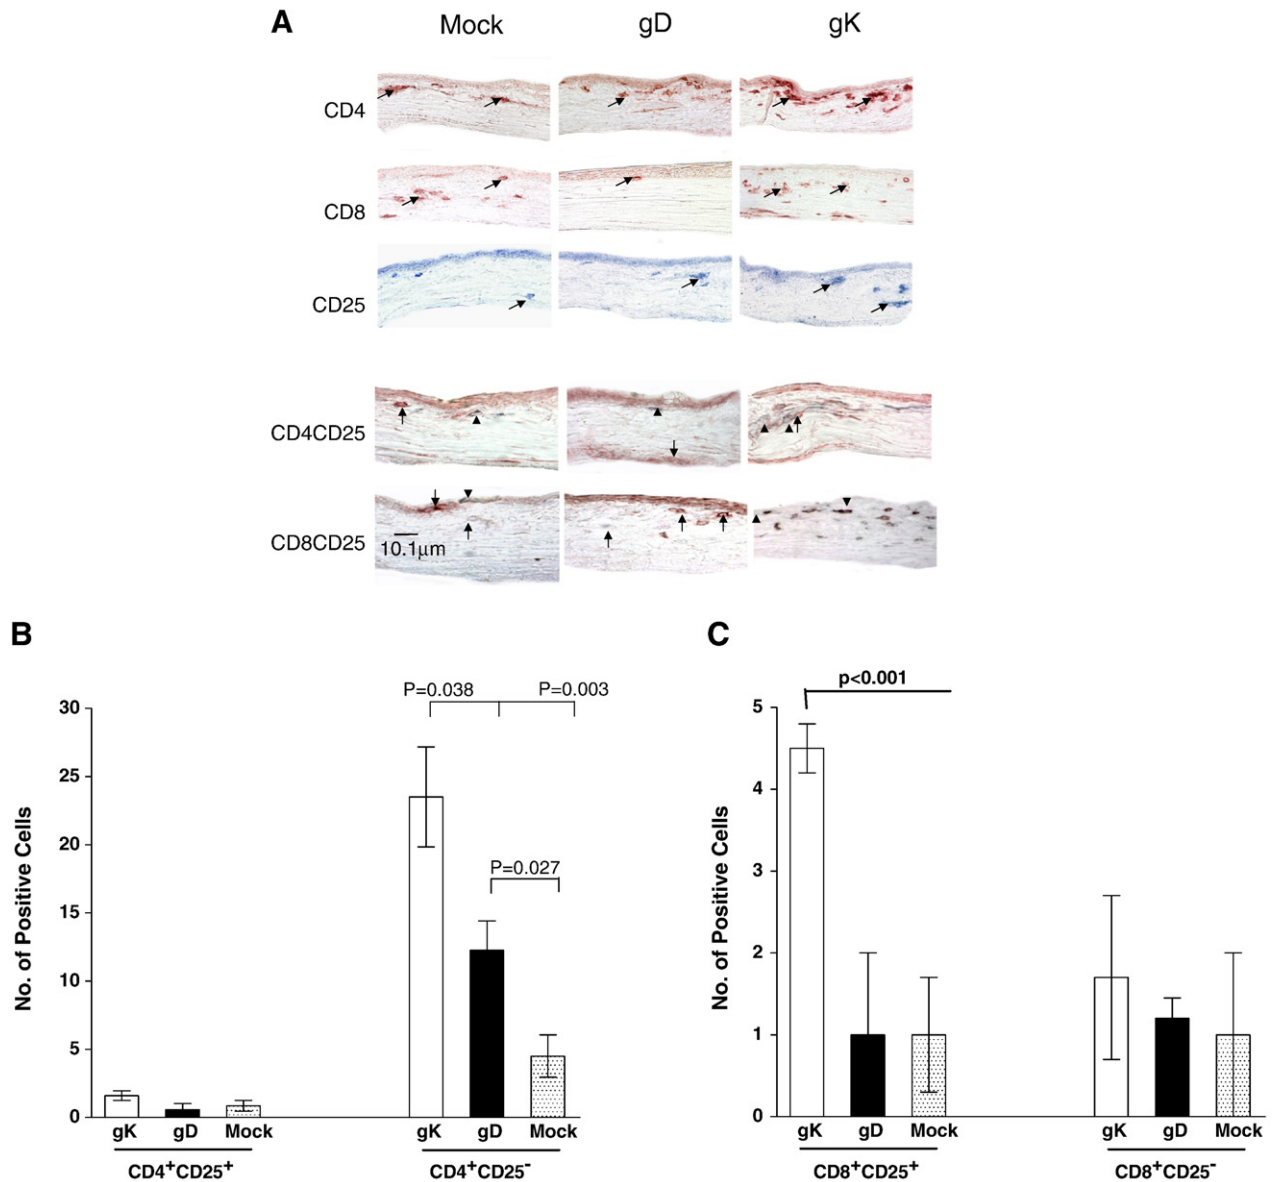 A
Mock gD gK
CD4
CD8
CD25
CD4CD25
CD8CD25
10.1µm
B
P=0.038 P=0.003
P=0.027
No. of Positive Cells
30
25
20
15
10
5
0
gK gD Mock gK gD Mock
CD4+CD25+ CD4+CD25-
C
p<0.001
No. of Positive Cells
5
4
3
2
1
0
gK gD Mock gK gD Mock
CD8+CD25+ CD8+CD25-